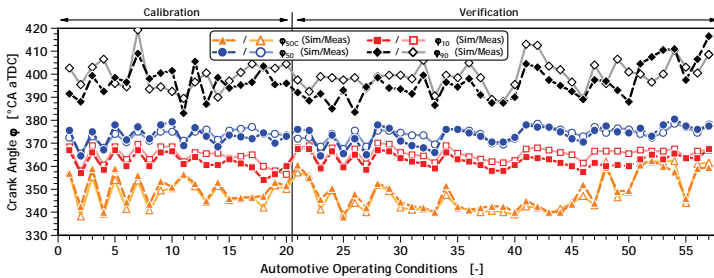 Calibration Verification
420
410
400
390
380
370
360
350
340
330
/ φSOC (Sim/Meas) / φ10 (Sim/Meas)
/ φ50 (Sim/Meas) / φ90 (Sim/Meas)
Crank Angle φ [°CA aTDC]
0 5 10 15 20 25 30 35 40 45 50 55
Automotive Operating Conditions [-]